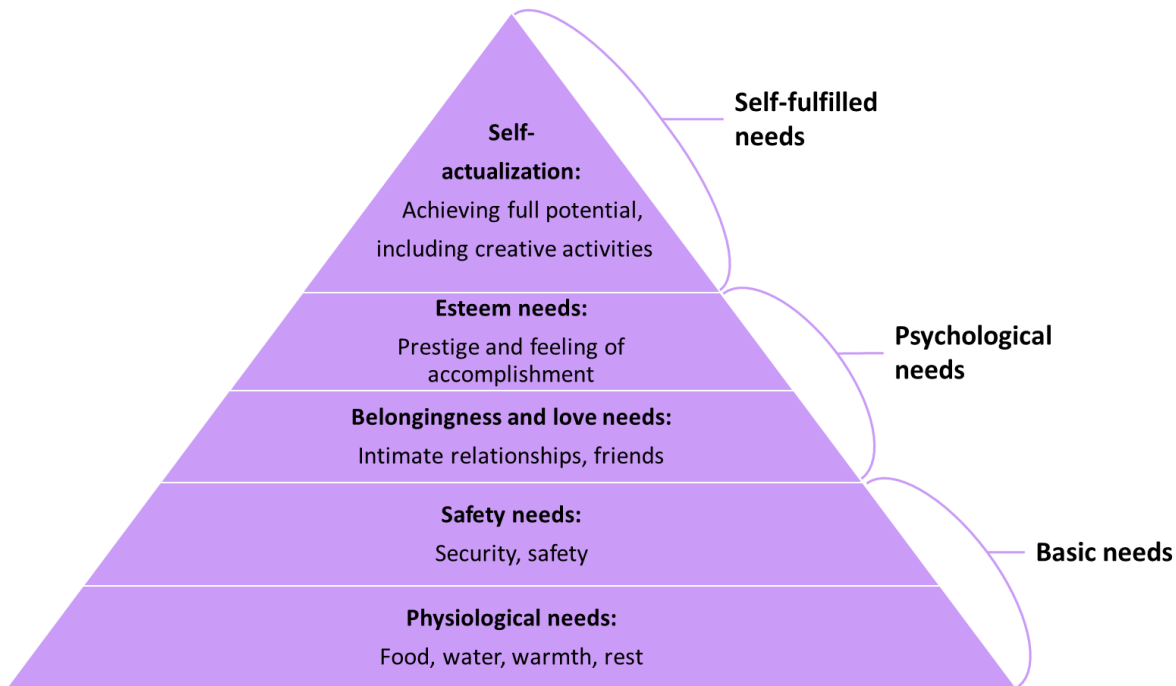 Self-
actualization:
Achieving full potential,
including creative activities
Self-fulfilled
needs
Esteem needs:
Prestige and feeling of
accomplishment
Psychological
needs
Belongingness and love needs:
Intimate relationships, friends
Safety needs:
Security, safety
Basic needs
Physiological needs:
Food, water, warmth, rest